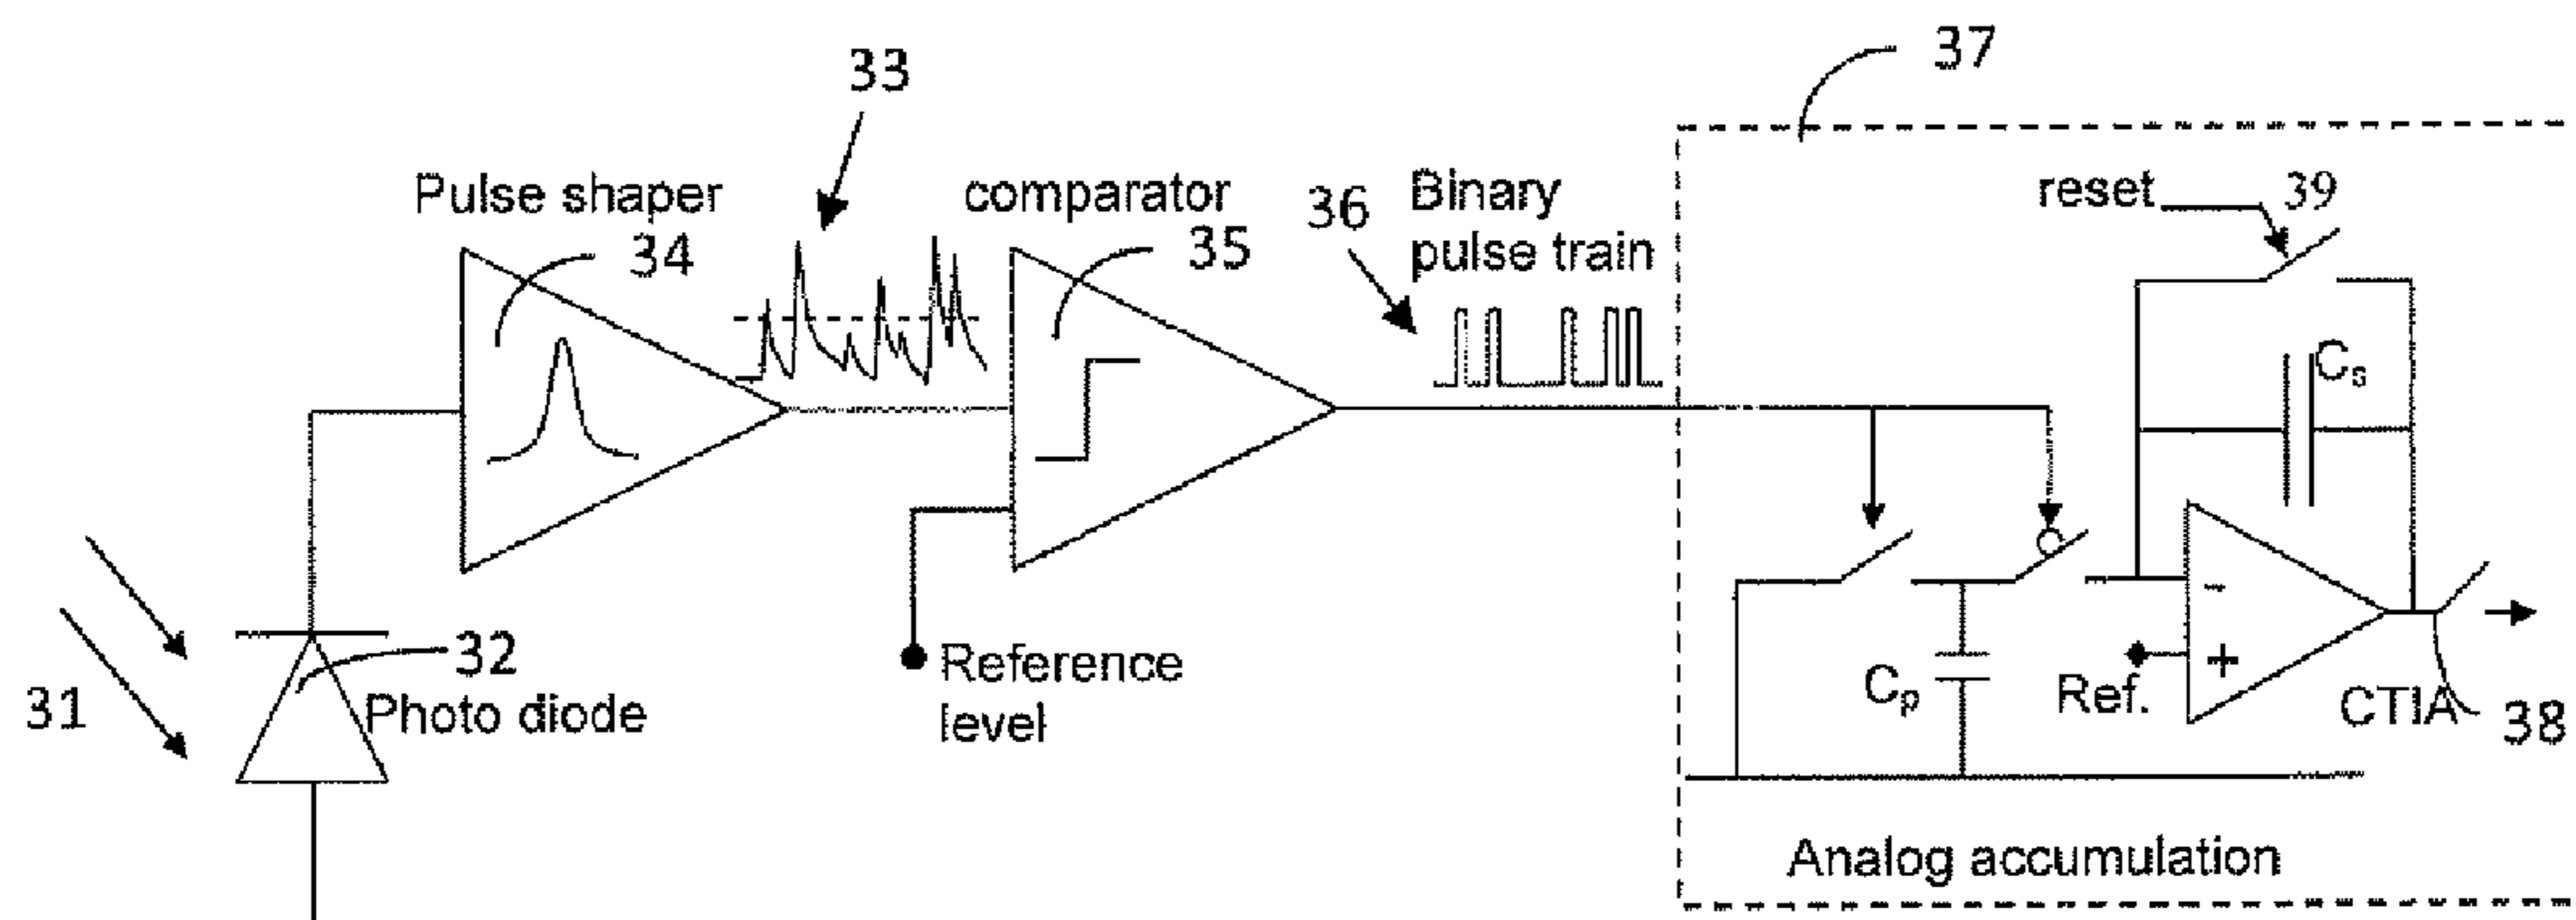 37
33
Pulse shaper
34
comparator
35
36
Binary
pulse train
reset
39
Cs
31
32
Photo diode
Reference
level
Cp
-
+
Ref.
CTIA
38
Analog accumulation